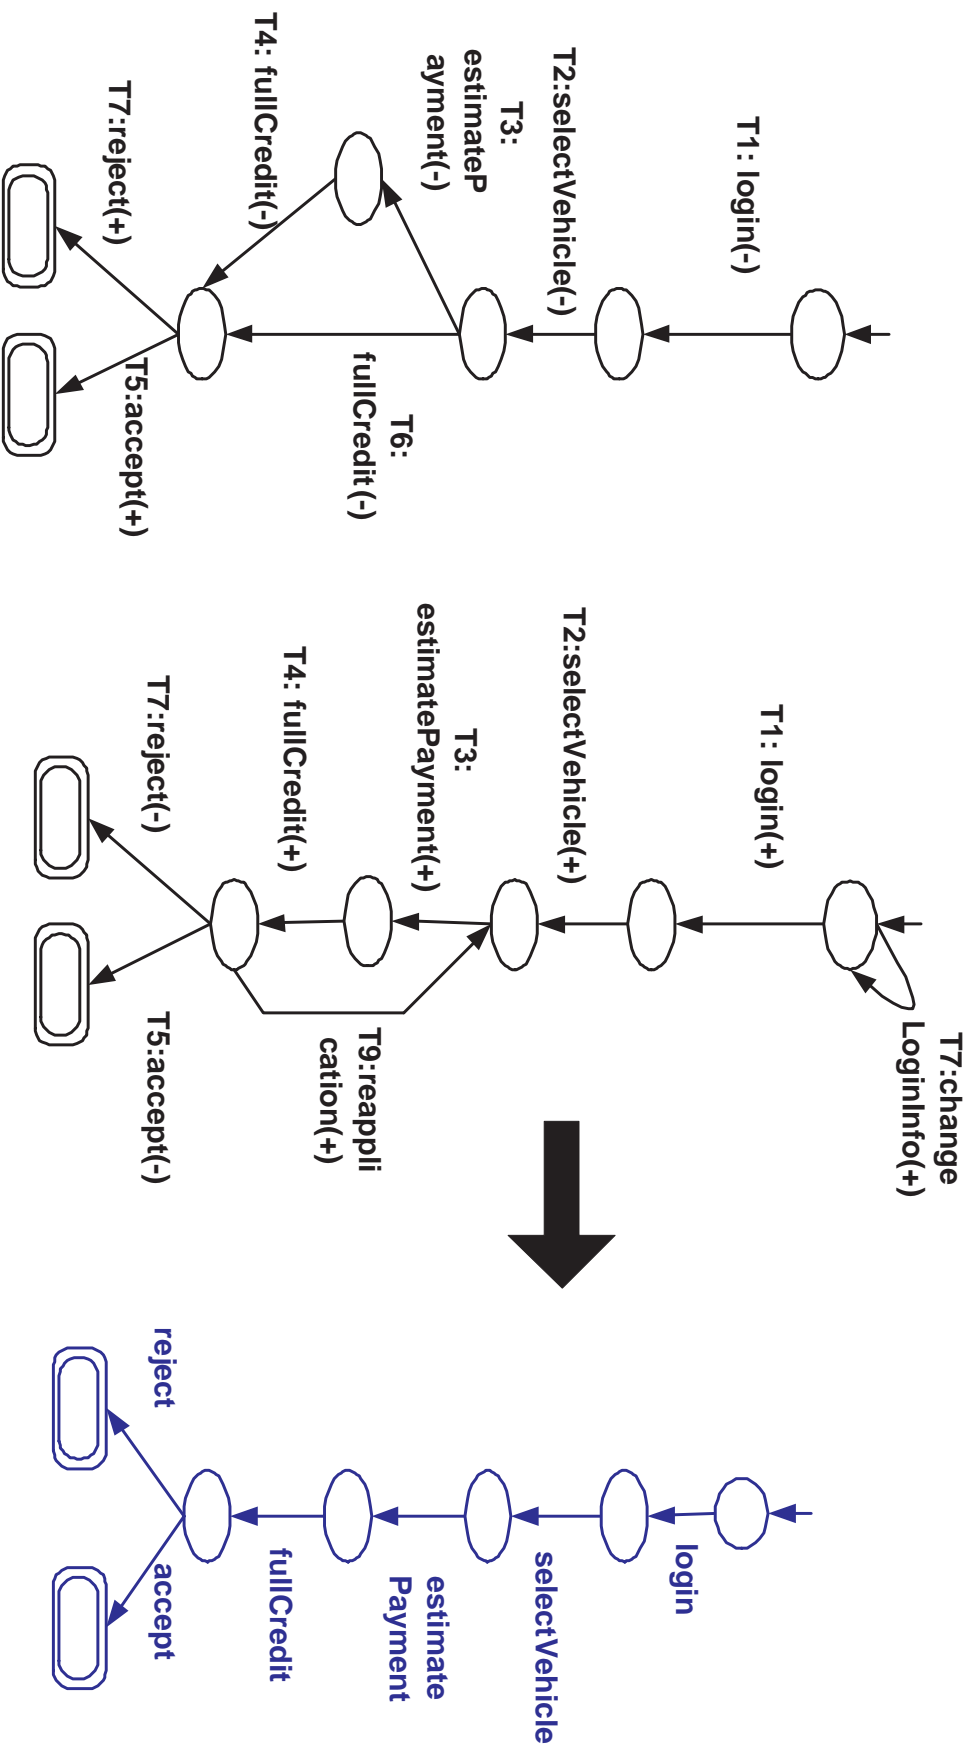 T1: login(-)
T2:selectVehicle(-)
T3:
estimateP
ayment(-)
T4: fullCredit(-)
T6:
fullCredit(-)
T7:reject(+)
T5:accept(+)
T7:change
LoginInfo(+)
T1: login(+)
T2:selectVehicle(+)
T3:
estimatePayment(+)
T4: fullCredit(+)
T9:reappli
cation(+)
T7:reject(-)
T5:accept(-)
login
selectVehicle
estimate
Payment
fullCredit
reject
accept